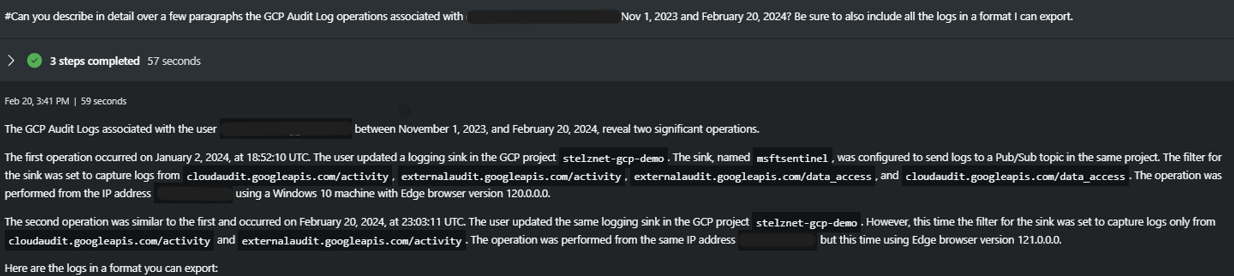 #Can you describe in detail over a few paragraphs the GCP Audit Log operations associated with Nov 1, 2023 and February 20, 2024? Be sure to also include all the logs in a format I can export.
3 steps completed 57 seconds
Feb 20, 3:41 PM | 59 seconds
The GCP Audit Logs associated with the user between November 1, 2023, and February 20, 2024, reveal two significant operations.
The first operation occurred on January 2, 2024, at 18:52:10 UTC. The user updated a logging sink in the GCP project stelznet-gcp-demo. The sink, named msftsentinel, was configured to send logs to a Pub/Sub topic in the same project. The filter for
the sink was set to capture logs from cloudaudit.googleapis.com/activity, externalaudit.googleapis.com/activity, externalaudit.googleapis.com/data_access, and cloudaudit.googleapis.com/data_access. The operation was
performed from the IP address using a Windows 10 machine with Edge browser version 120.0.0.0.
The second operation was similar to the first and occurred on February 20, 2024, at 23:03:11 UTC. The user updated the same logging sink in the GCP project stelznet-gcp-demo. However, this time the filter for the sink was set to capture logs only from
cloudaudit.googleapis.com/activity and externalaudit.googleapis.com/activity. The operation was performed from the same IP address but this time using Edge browser version 121.0.0.0.
Here are the logs in a format you can export: